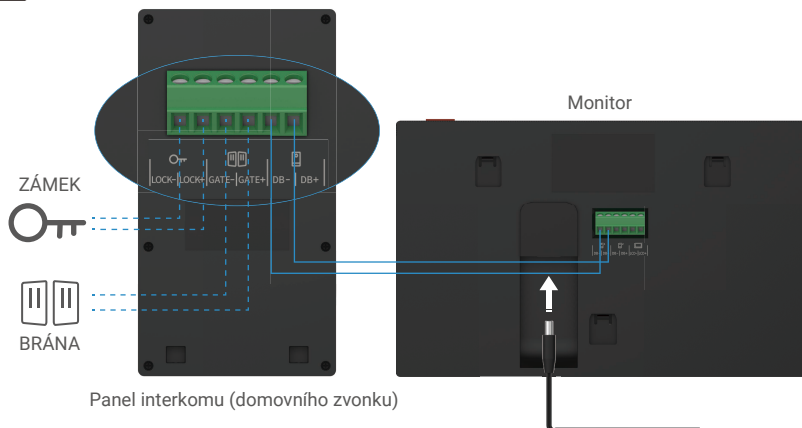 Monitor
LOCK- LOCK+ GATE- GATE+ DB- DB+
ZÁMEK
BRÁNA
Panel interkomu (domovního zvonku)